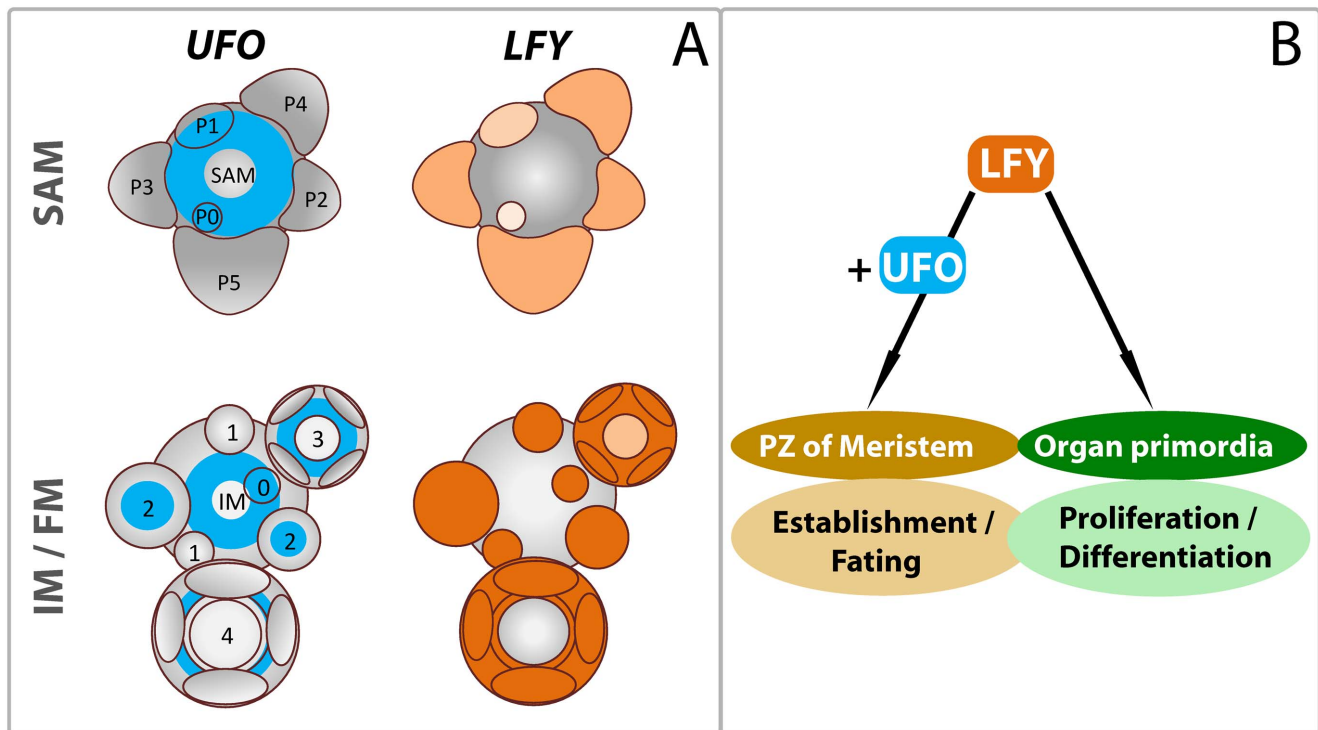 UFO
LFY
A
SAM
P4
P1
SAM
P3
P2
P0
P5
IM / FM
1
3
0
IM
2
2
1
4
B
LFY
+ UFO
PZ of Meristem
Organ primordia
Establishment /
Fating
Proliferation /
Differentiation